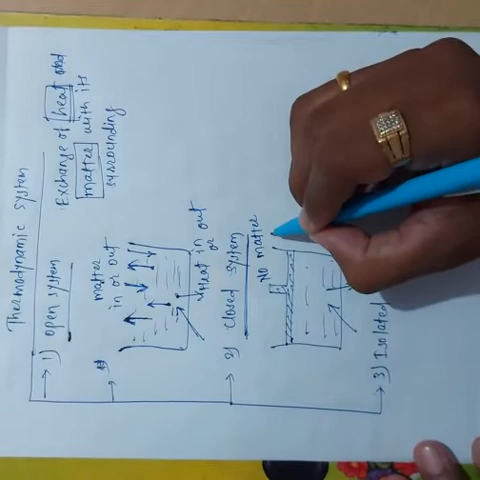 Thermodynamic system
1) open system
Exchange of heat and
matter with its
surrounding
matter
in or out
Heat in out
or
2) closed system
No matter
3) Isolated